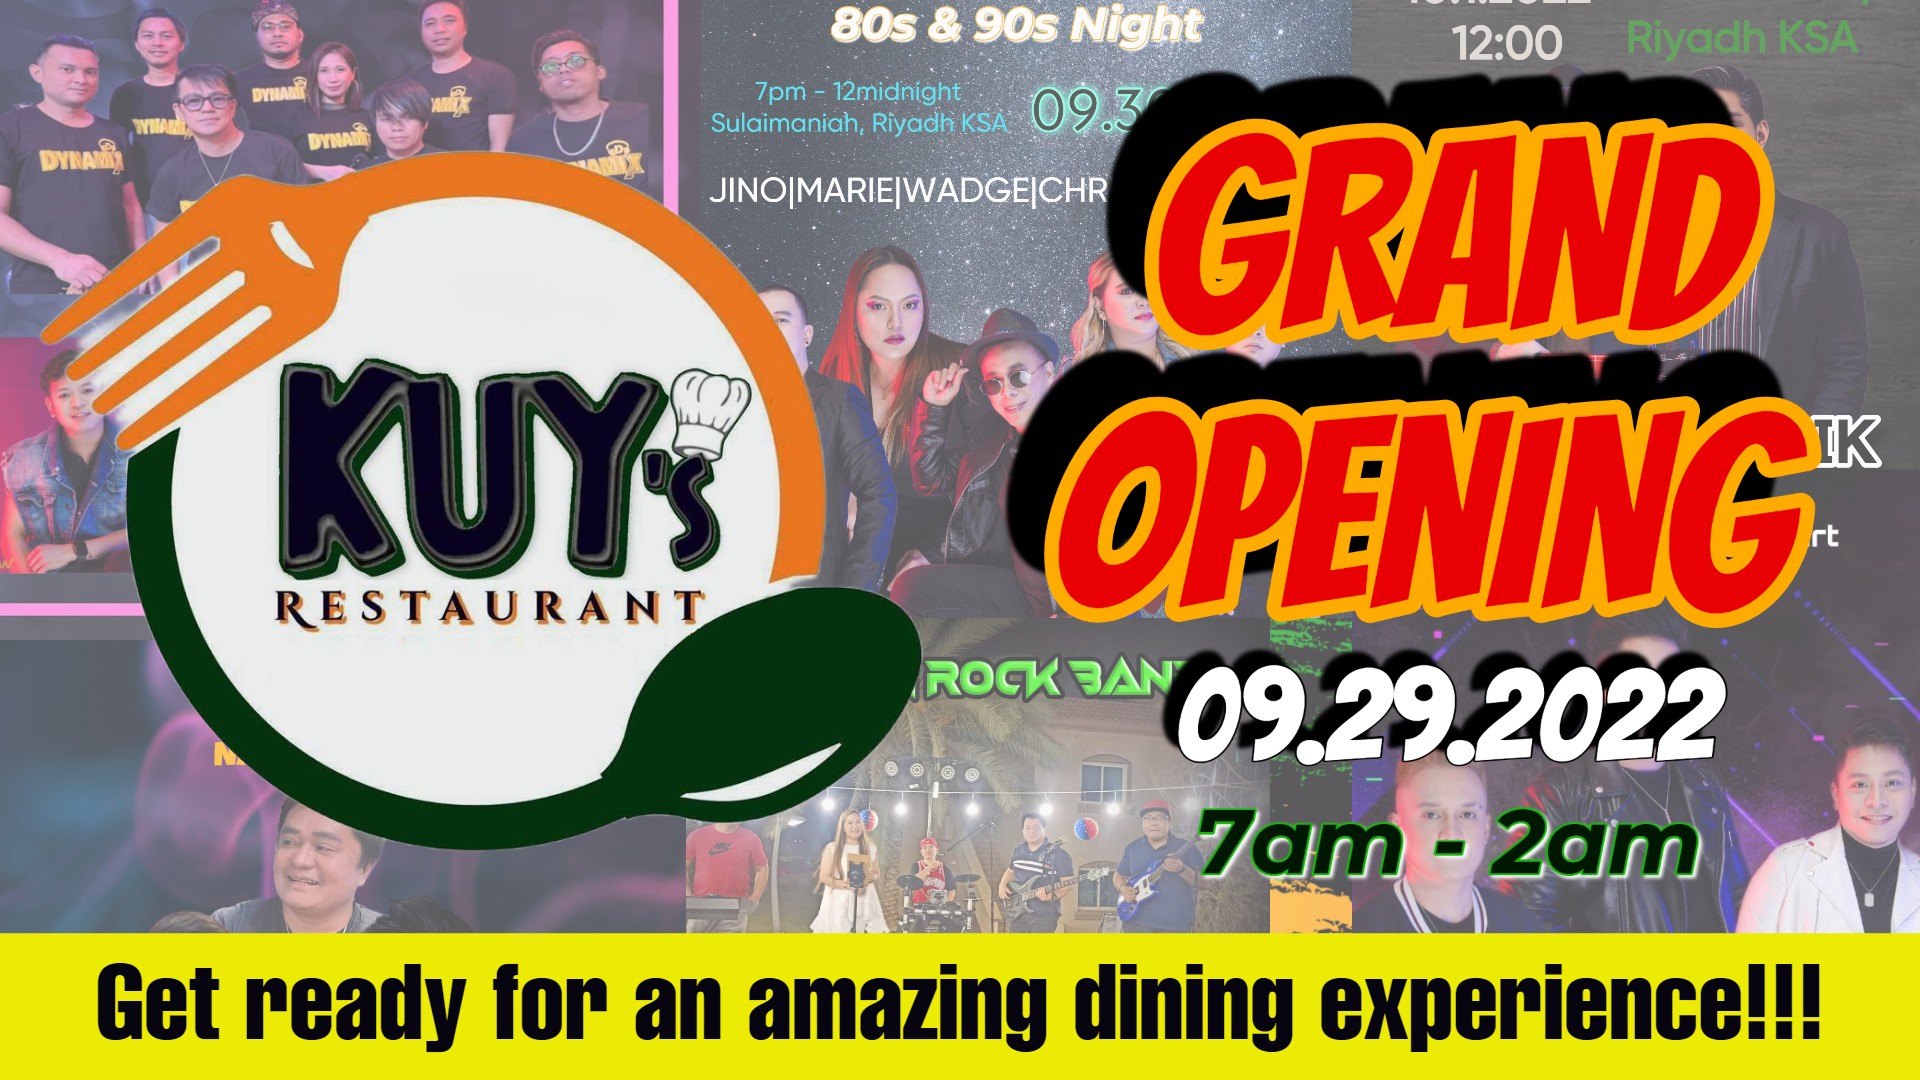 80s & 90s Night
7pm - 12midnight
Sulaimaniah, Riyadh KSA
JINO|MARIE|WADGE|CHR
12:00
Riyadh KSA
DYNAMIX
GRAND
OPENING
KUY's
RESTAURANT
ROCK BAN
09.29.2022
7am - 2am
Get ready for an amazing dining experience!!!